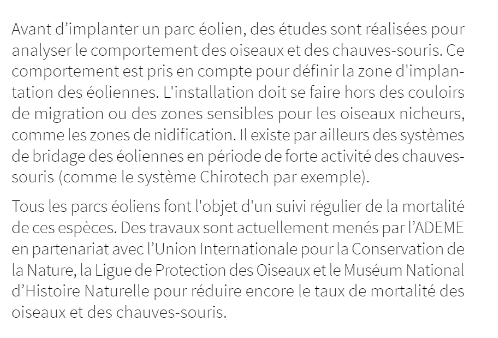 Avant d’implanter un parc éolien, des études sont réalisées pour
analyser le comportement des oiseaux et des chauves-souris. Ce
comportement est pris en compte pour définir la zone d'implan-
tation des éoliennes. L'installation doit se faire hors des couloirs
de migration ou des zones sensibles pour les oiseaux nicheurs,
comme les zones de nidification. Il existe par ailleurs des systèmes
de bridage des éoliennes en période de forte activité des chauves-
souris (comme le système Chirotech par exemple).
Tous les parcs éoliens font l'objet d'un suivi régulier de la mortalité
de ces espèces. Des travaux sont actuellement menés par l’ADEME
en partenariat avec l’Union Internationale pour la Conservation de
la Nature, la Ligue de Protection des Oiseaux et le Muséum National
d’Histoire Naturelle pour réduire encore le taux de mortalité des
oiseaux et des chauves-souris.